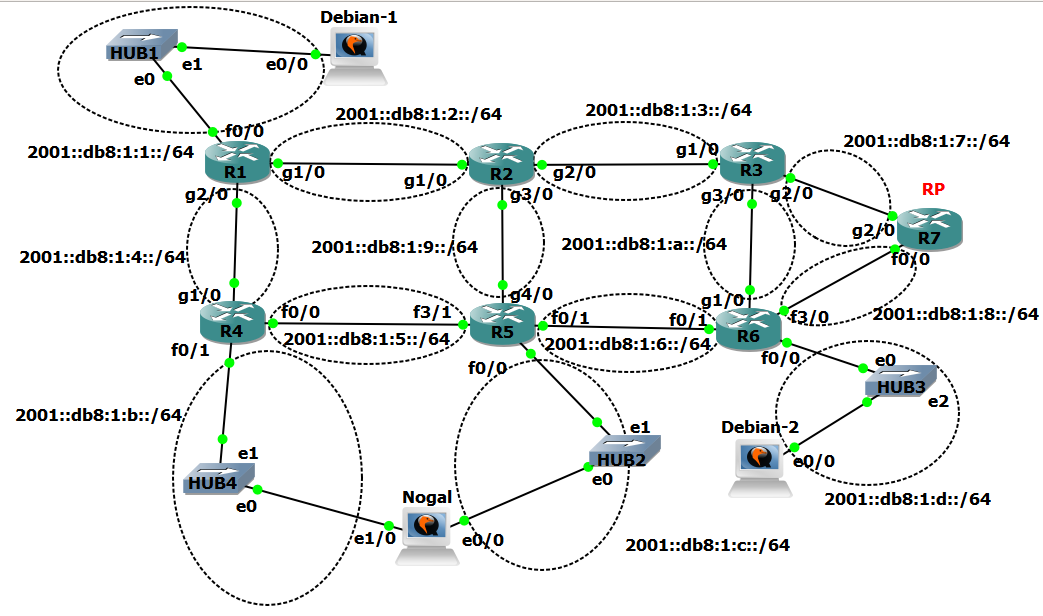 Debian-1
HUB1
e1
e0/0
e0
2001::db8:1:2::/64
2001::db8:1:3::/64
f0/0
2001::db8:1:7::/64
2001::db8:1:1::/64
R1
g1/0
g1/0
R2
g2/0
g1/0
R3
g2/0
g3/0
g3/0
g2/0
RP
g2/0
R7
f0/0
2001::db8:1:4::/64
2001::db8:1:9::/64
2001::db8:1:a::/64
g1/0
g4/0
g1/0
R4
f0/0
f3/1
R5
f0/1
f0/1
R6
f3/0
2001::db8:1:8::/64
2001::db8:1:5::/64
2001::db8:1:6::/64
f0/1
f0/0
f0/0
e0
HUB3
e2
2001::db8:1:b::/64
Debian-2
e0/0
e1
HUB2
e0
e1
HUB4
e0
Nogal
2001::db8:1:d::/64
e1/0
e0/0
2001::db8:1:c::/64